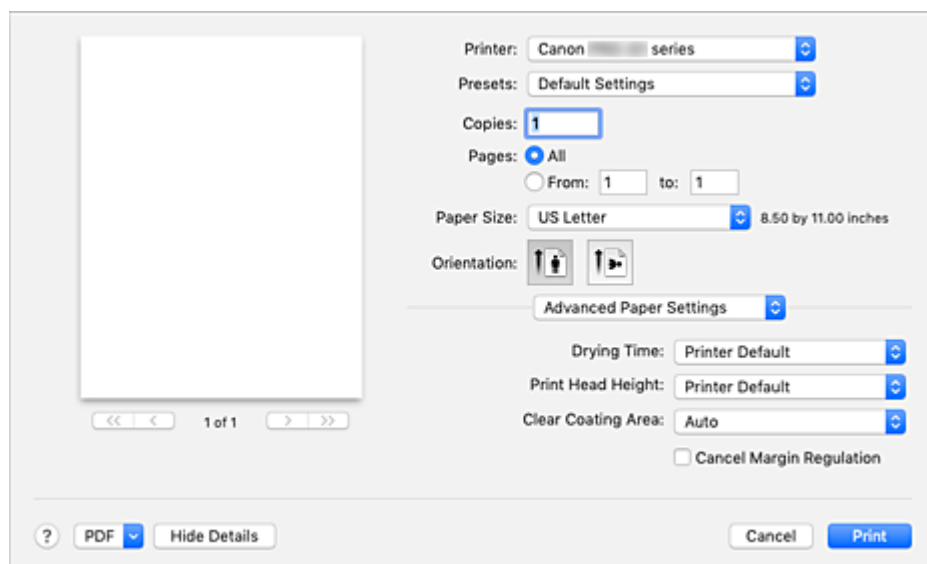 Printer: Canon series
Presets: Default Settings
Copies: 1
Pages: All
From: 1 to: 1
Paper Size: US Letter 8.50 by 11.00 inches
Orientation:
Advanced Paper Settings
Drying Time: Printer Default
Print Head Height: Printer Default
Clear Coating Area: Auto
Cancel Margin Regulation
<< < 1 of 1 > >>
? PDF Hide Details Cancel Print